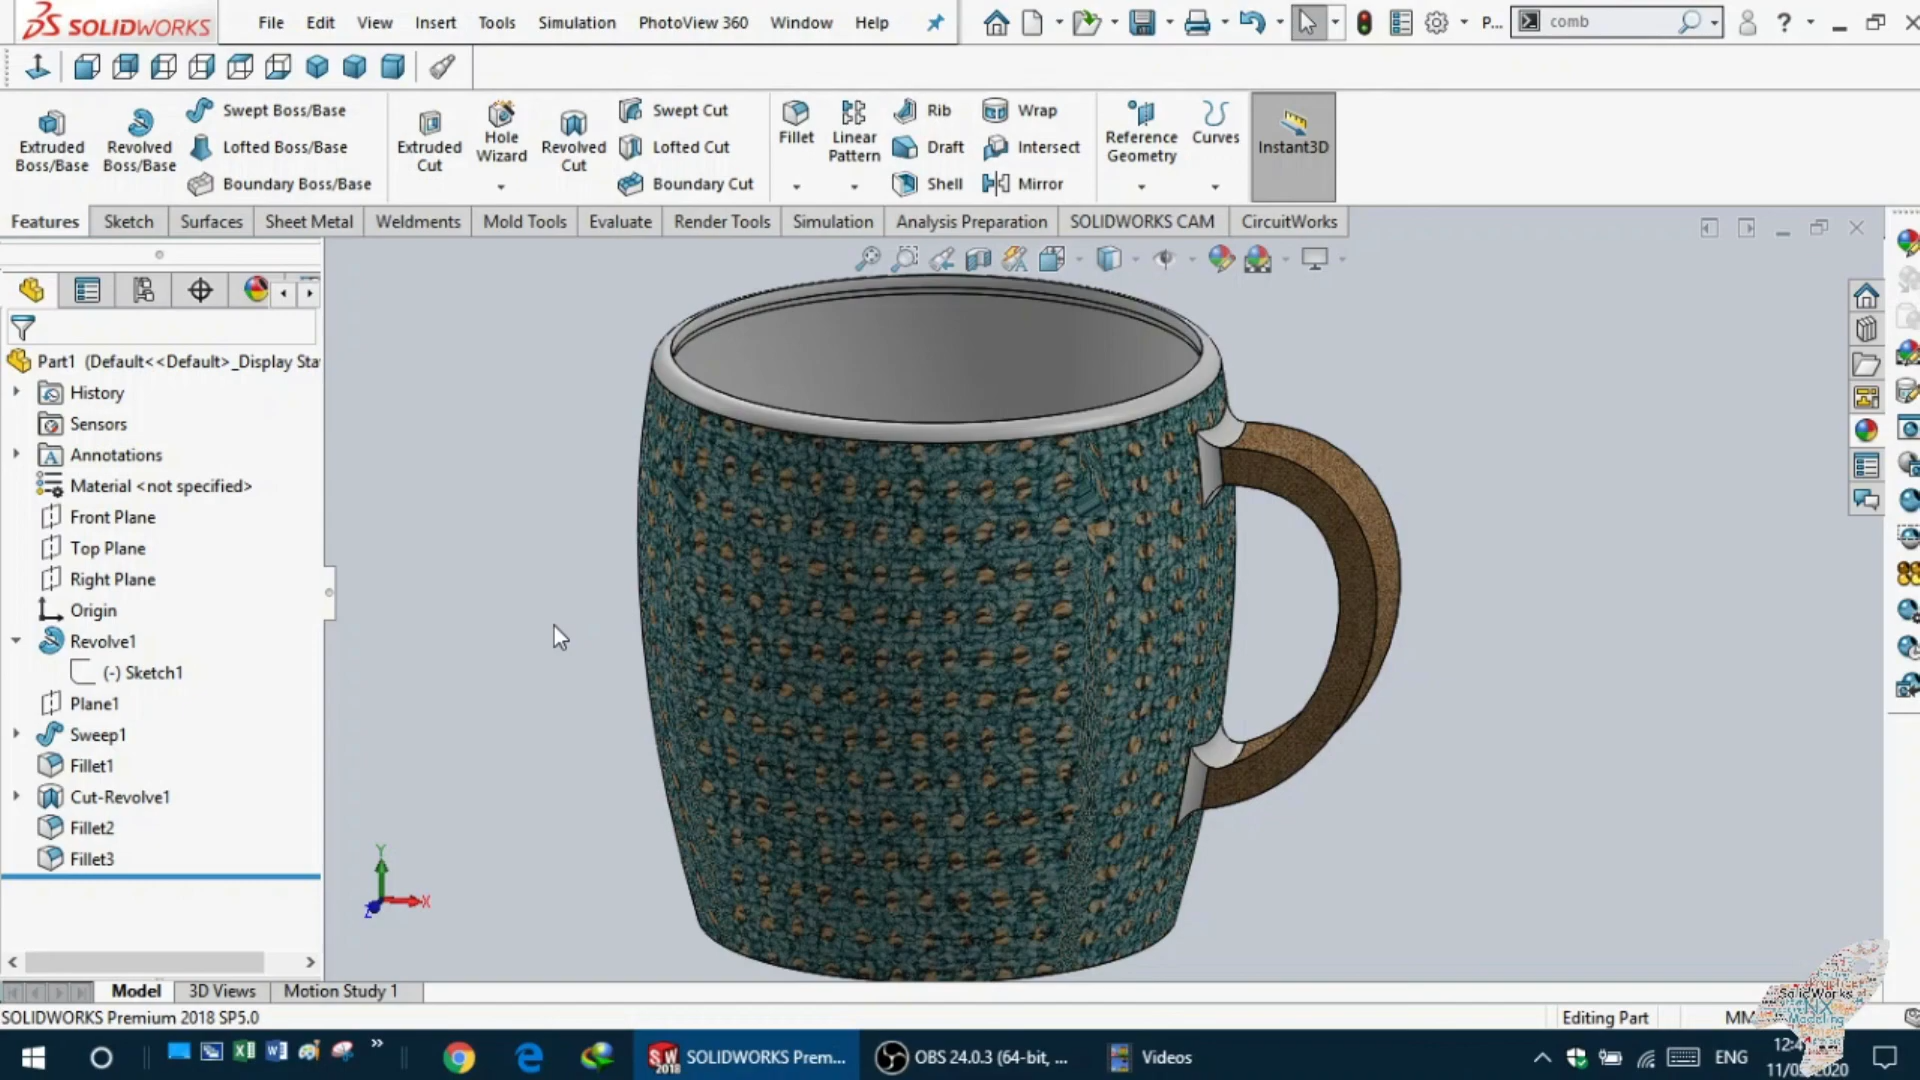 SOLIDWORKS File Edit View Insert Tools Simulation PhotoView 360 Window Help P... comb
Extruded Boss/Base
Revolved Boss/Base
Swept Boss/Base
Lofted Boss/Base
Boundary Boss/Base
Extruded Cut
Hole Wizard
Revolved Cut
Swept Cut
Lofted Cut
Boundary Cut
Fillet
Linear Pattern
Rib
Draft
Shell
Wrap
Intersect
Mirror
Reference Geometry
Curves
Instant3D
Features Sketch Surfaces Sheet Metal Weldments Mold Tools Evaluate Render Tools Simulation Analysis Preparation SOLIDWORKS CAM CircuitWorks
Part1 (Default<<Default>_Display Sta
History
Sensors
Annotations
Material <not specified>
Front Plane
Top Plane
Right Plane
Origin
Revolve1
(-) Sketch1
Plane1
Sweep1
Fillet1
Cut-Revolve1
Fillet2
Fillet3
Y
X
Z
Model 3D Views Motion Study 1
SOLIDWORKS Premium 2018 SP5.0 Editing Part
SolidWorks
NX
Modeling
SOLIDWORKS Prem... OBS 24.0.3 (64-bit, ... Videos ENG